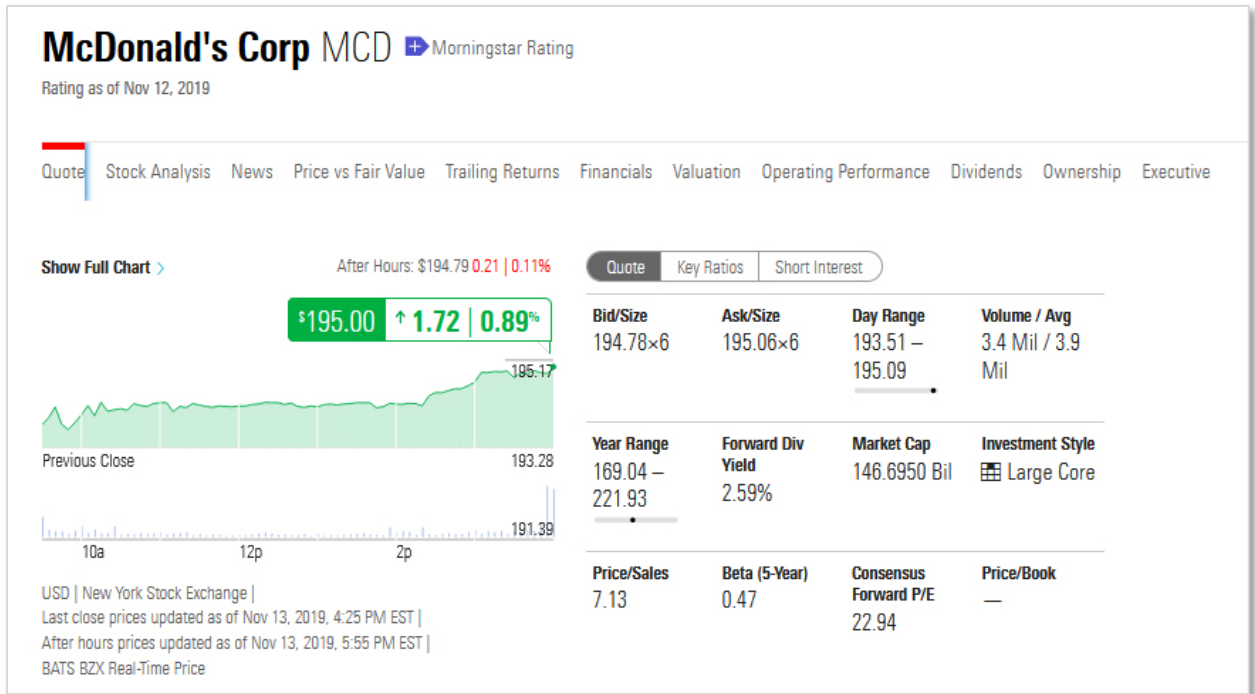 McDonald's Corp MCD + Morningstar Rating
Rating as of Nov 12, 2019
Quote Stock Analysis News Price vs Fair Value Trailing Returns Financials Valuation Operating Performance Dividends Ownership Executive
Show Full Chart >
After Hours: $194.79 0.21 | 0.11%
$195.00 ↑ 1.72 | 0.89%
195.17
Previous Close 193.28
191.39
10a 12p 2p
USD | New York Stock Exchange |
Last close prices updated as of Nov 13, 2019, 4:25 PM EST |
After hours prices updated as of Nov 13, 2019, 5:55 PM EST |
BATS BZX Real-Time Price
Quote Key Ratios Short Interest
Bid/Size Ask/Size Day Range Volume / Avg
194.78×6 195.06×6 193.51 – 3.4 Mil / 3.9
195.09 Mil
Year Range Forward Div Market Cap Investment Style
169.04 – Yield 146.6950 Bil Large Core
221.93 2.59%
Price/Sales Beta (5-Year) Consensus Price/Book
7.13 0.47 Forward P/E —
22.94